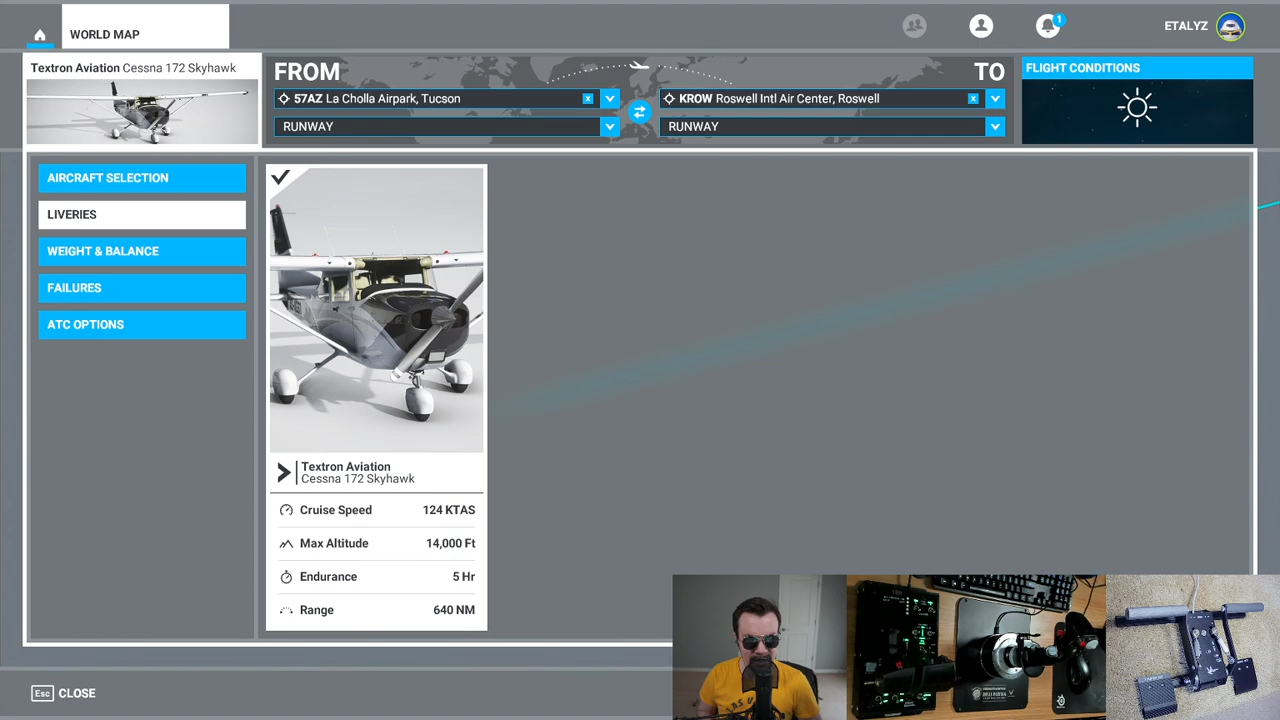 WORLD MAP
1
ETALYZ
Textron Aviation Cessna 172 Skyhawk
FROM
TO
57AZ La Cholla Airpark, Tucson
x
KROW Roswell Intl Air Center, Roswell
x
RUNWAY
RUNWAY
FLIGHT CONDITIONS
AIRCRAFT SELECTION
LIVERIES
WEIGHT & BALANCE
FAILURES
ATC OPTIONS
Textron Aviation
Cessna 172 Skyhawk
Cruise Speed 124 KTAS
Max Altitude 14,000 Ft
Endurance 5 Hr
Range 640 NM
Esc CLOSE